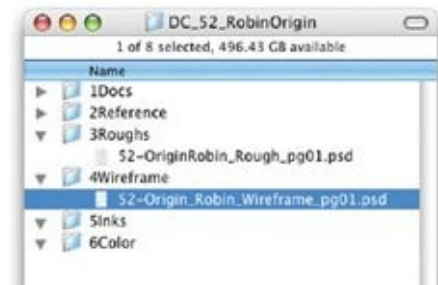 DC_52_RobinOrigin
1 of 8 selected, 496.43 GB available
Name
1Docs
2Reference
3Roughs
52-OriginRobin_Rough_pg01.psd
4Wireframe
52-Origin_Robin_Wireframe_pg01.psd
5Inks
6Color